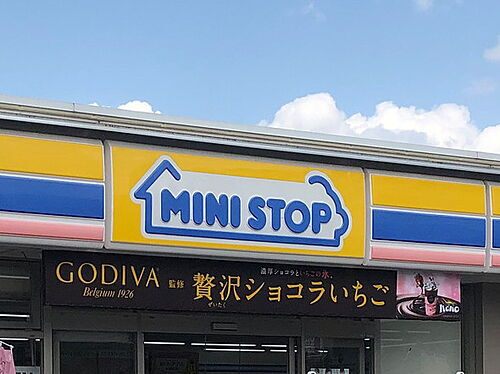 MINI STOP
GODIVA
Belgium 1926
監修
濃厚ショコラといちごの氷、
贅沢ショコラいちご
ぜいたく